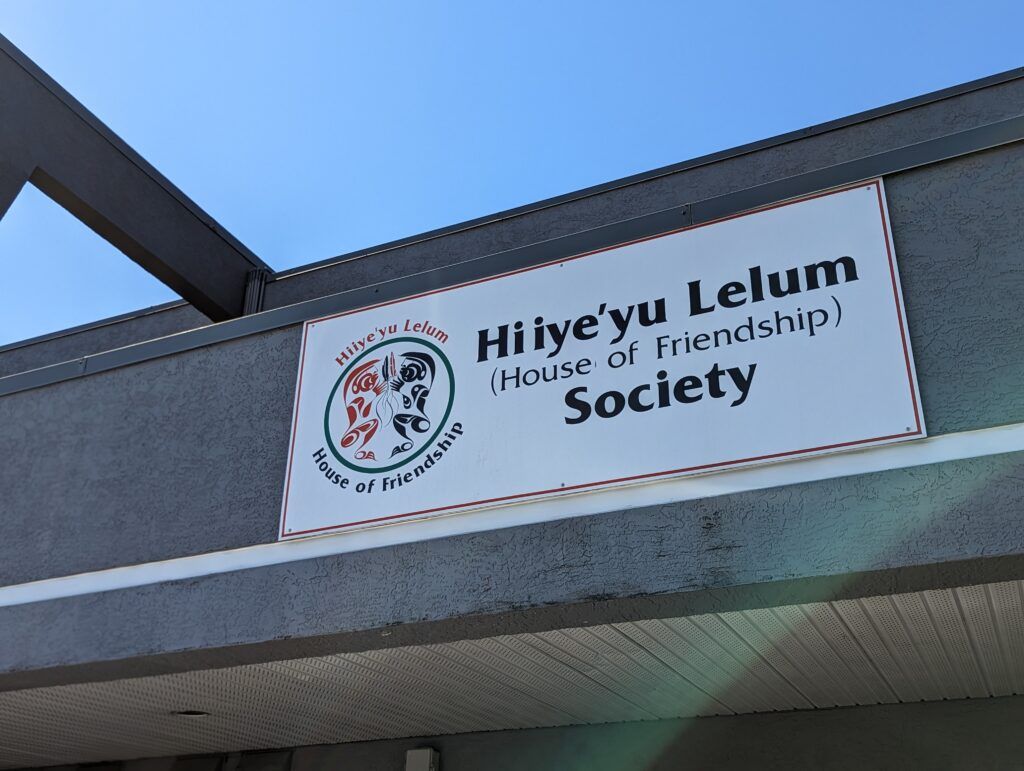 Hiiye'yu Lelum
House of Friendship
Hiiye'yu Lelum
(House of Friendship)
Society